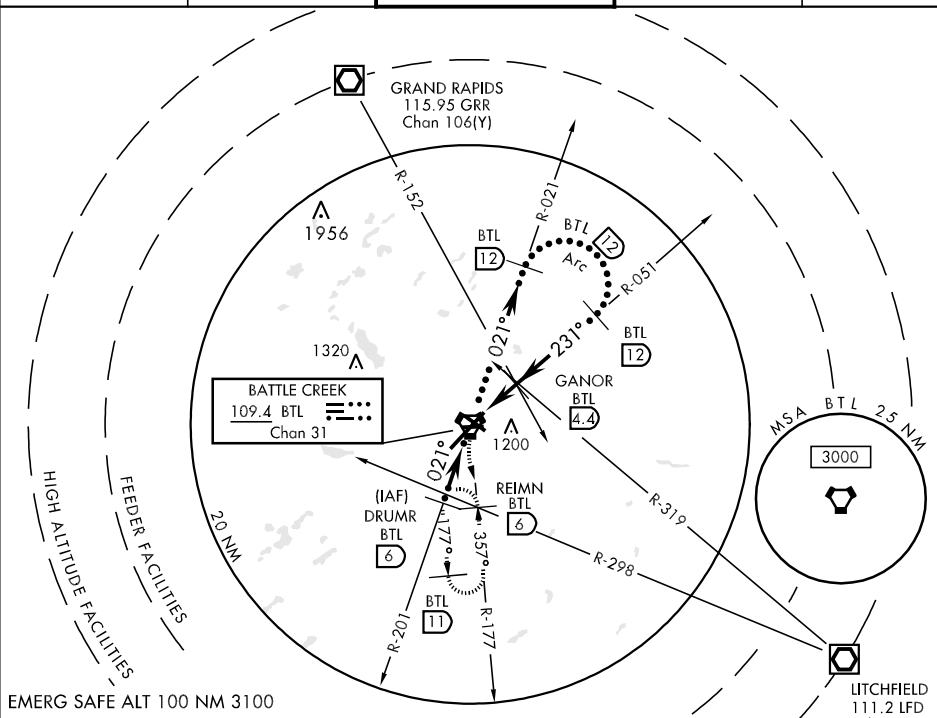 GRAND RAPIDS
115.95 GRR
Chan 106(Y)
R-152
1956
R-021
BTL
12
BTL
12
Arc
R-051
021°
231°
BTL
12
1320
GANOR
BTL
4.4
BATTLE CREEK
109.4 BTL
Chan 31
1200
MSA BTL 25 NM
3000
021°
(IAF)
DRUMR
BTL
6
REIMN
BTL
6
R-319
R-298
177°
357°
BTL
11
R-201
R-177
20 NM
FEEDER FACILITIES
HIGH ALTITUDE FACILITIES
EMERG SAFE ALT 100 NM 3100
LITCHFIELD
111.2 LFD